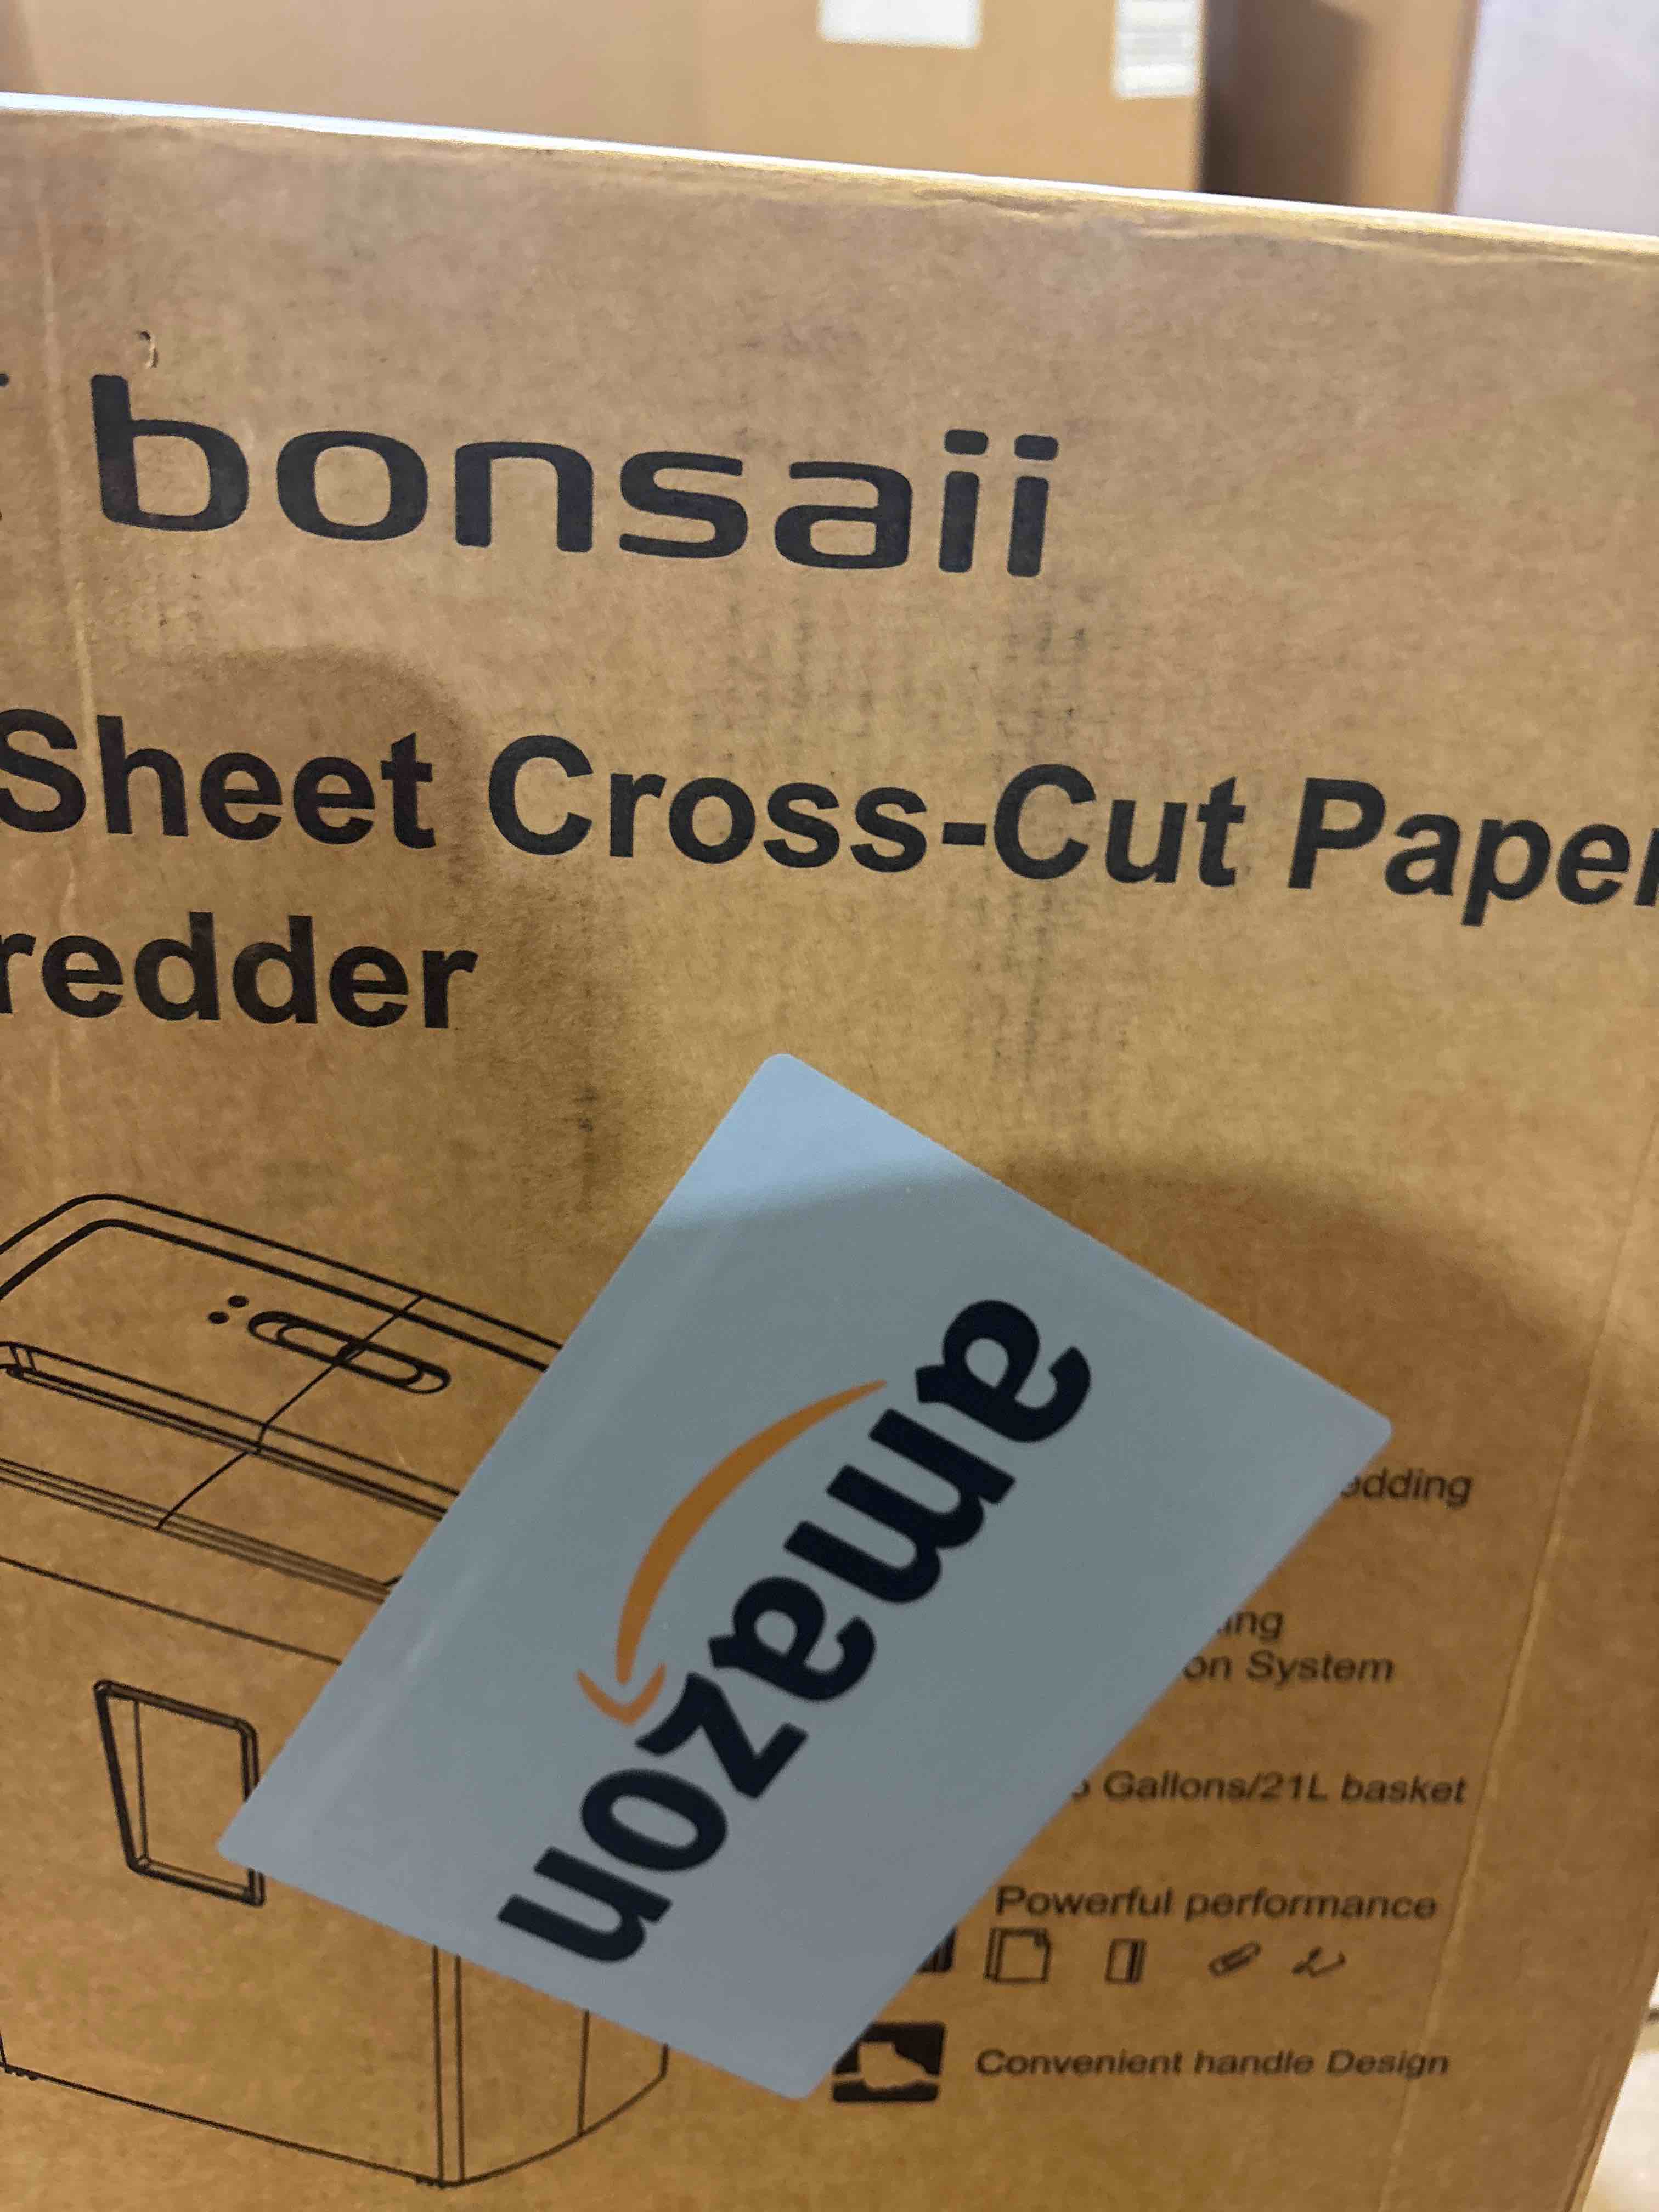 bonsaii
Sheet Cross-Cut Paper
redder
amazon
edding
ing
on System
Gallons/21L basket
Powerful performance
Convenient handle Design